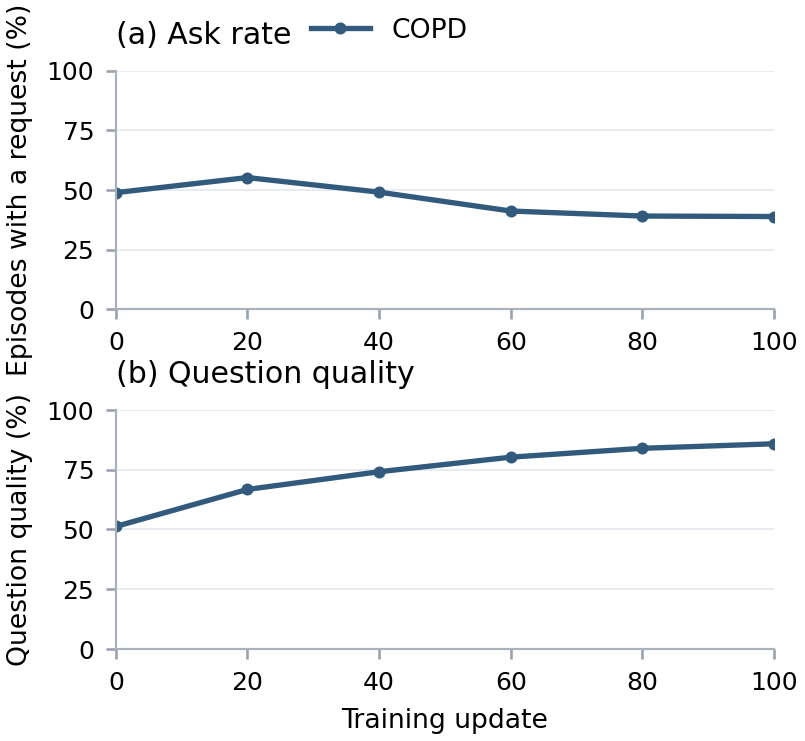 (a) Ask rate
COPD
Episodes with a request (%)
100
75
50
25
0
0 20 40 60 80 100
(b) Question quality
Question quality (%)
100
75
50
25
0
0 20 40 60 80 100
Training update